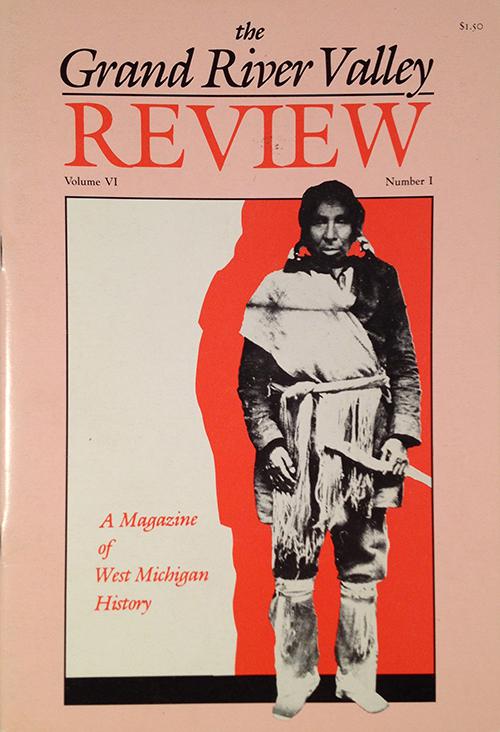 $1.50
the
Grand River Valley
REVIEW
Volume VI
Number I
A Magazine
of
West Michigan
History